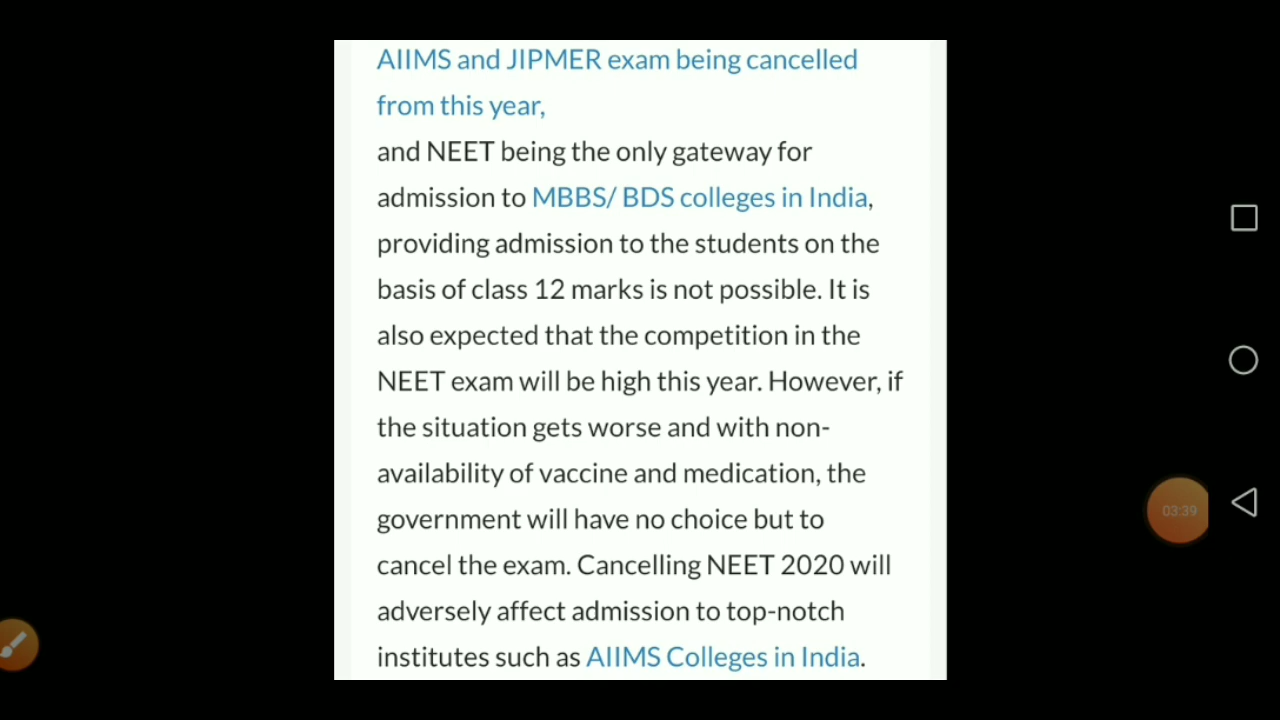 AIIMS and JIPMER exam being cancelled
from this year,
and NEET being the only gateway for
admission to MBBS/ BDS colleges in India,
providing admission to the students on the
basis of class 12 marks is not possible. It is
also expected that the competition in the
NEET exam will be high this year. However, if
the situation gets worse and with non-
availability of vaccine and medication, the
government will have no choice but to
cancel the exam. Cancelling NEET 2020 will
adversely affect admission to top-notch
institutes such as AIIMS Colleges in India.
03:39